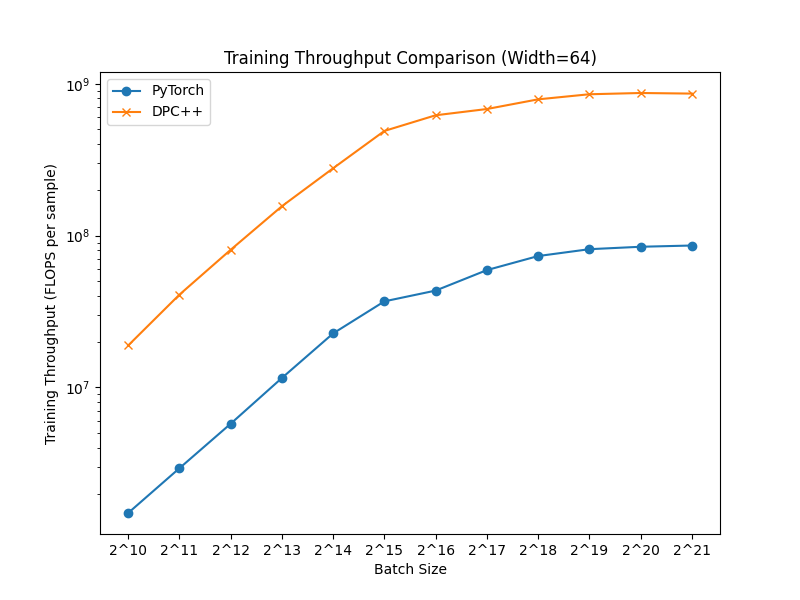 Training Throughput Comparison (Width=64)
PyTorch
DPC++
Training Throughput (FLOPS per sample)
10^9
10^8
10^7
2^10 2^11 2^12 2^13 2^14 2^15 2^16 2^17 2^18 2^19 2^20 2^21
Batch Size